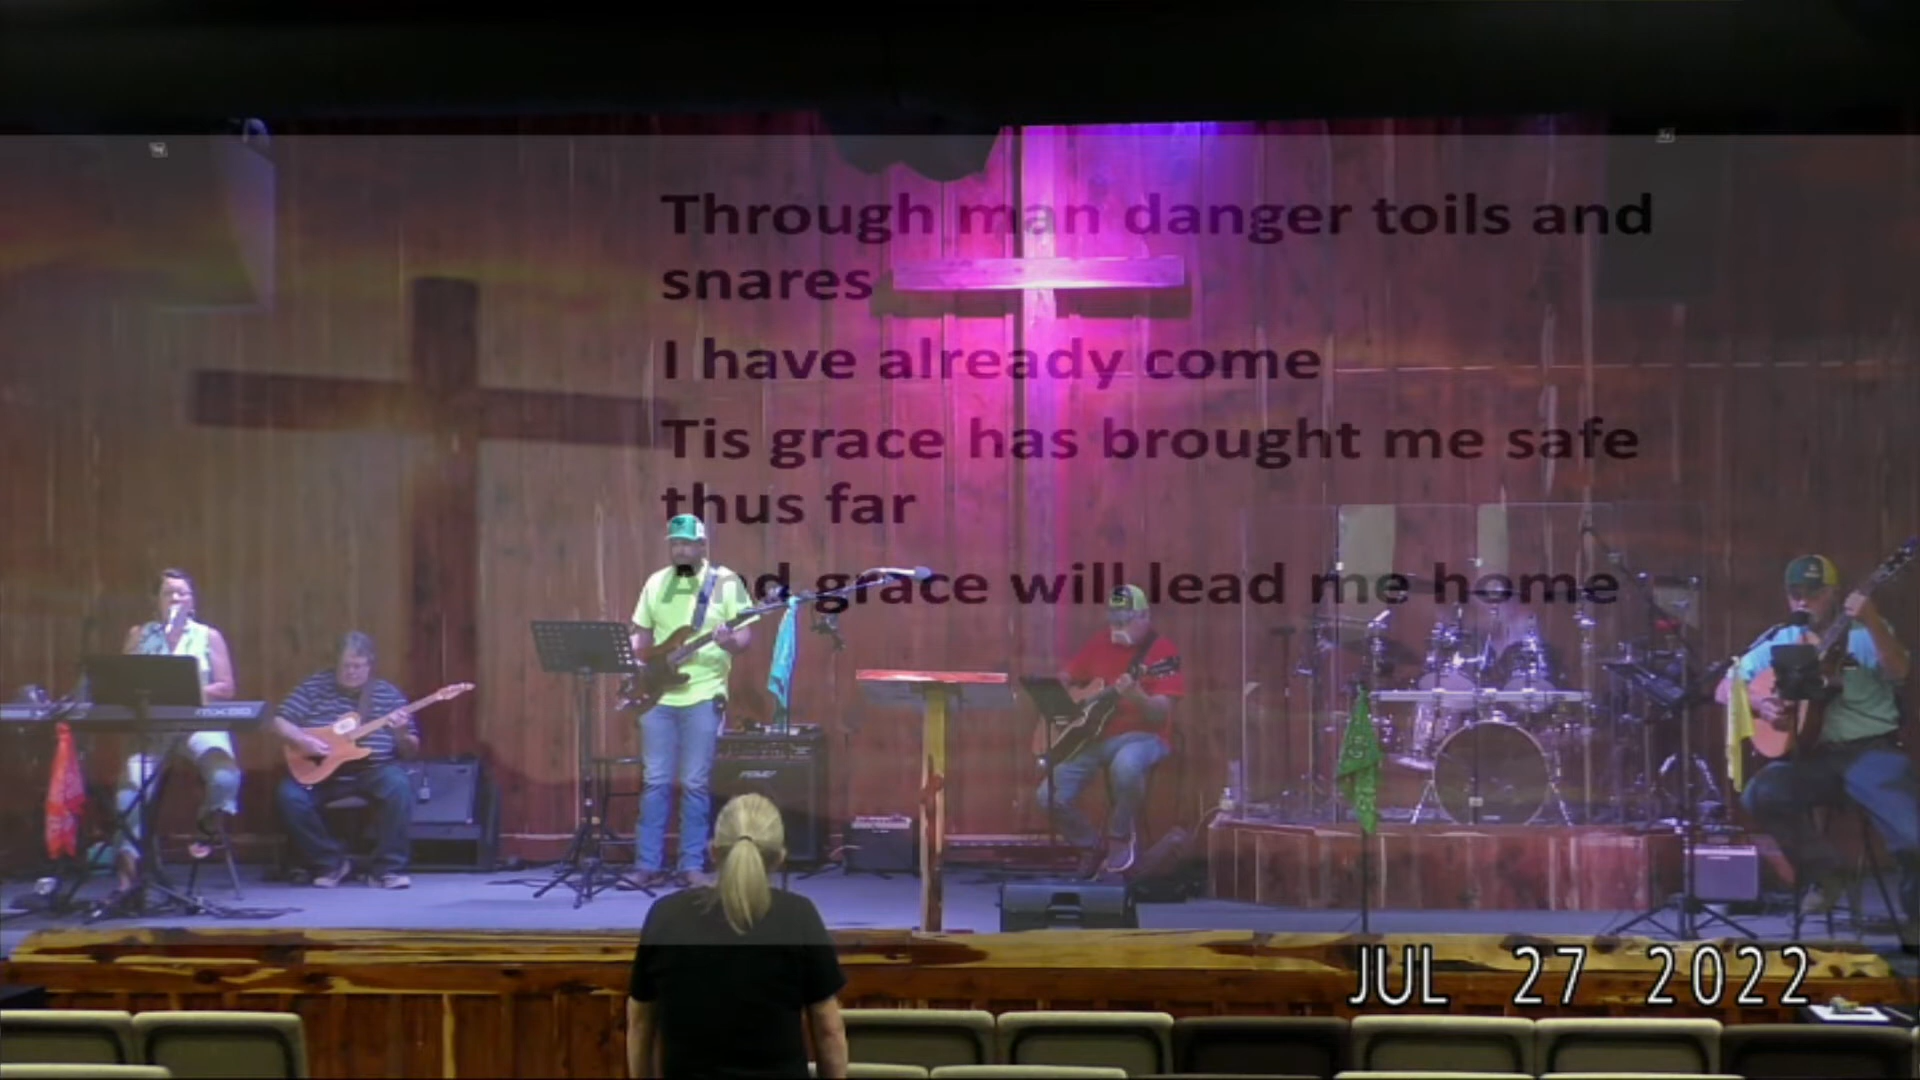 Through man danger toils and
snares
I have already come
Tis grace has brought me safe
thus far
And grace will lead me home
PEAVEY
JUL 27 2022